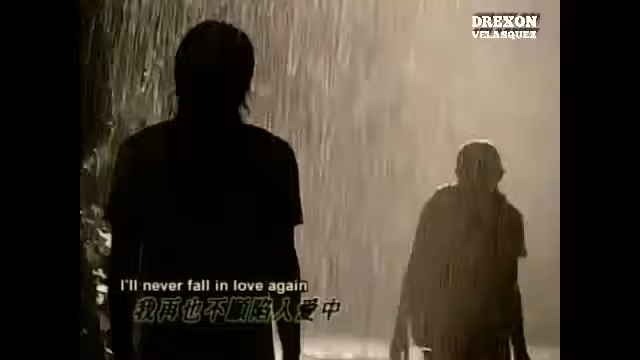 DREXON
VELASQUEZ
I'll never fall in love again
我再也不願陷入愛中